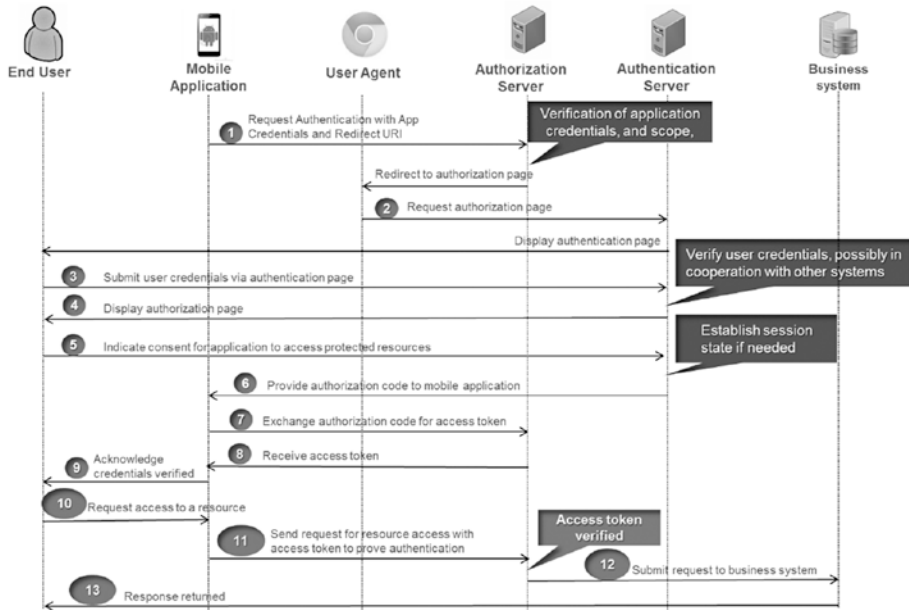 End User
Mobile
Application
User Agent
Authorization
Server
Authentication
Server
Business
system
1
Request Authentication with App
Credentials and Redirect URI
Verification of application
credentials, and scope,
Redirect to authorization page
2
Request authorization page
Display authentication page
Verify user credentials, possibly in
cooperation with other systems
3
Submit user credentials via authentication page
4
Display authorization page
Establish session
state if needed
5
Indicate consent for application to access protected resources
6
Provide authorization code to mobile application
7
Exchange authorization code for access token
8
Receive access token
9
Acknowledge
credentials verified
10
Request access to a resource
11
Send request for resource access with
access token to prove authentication
Access token
verified
12
Submit request to business system
13
Response returned